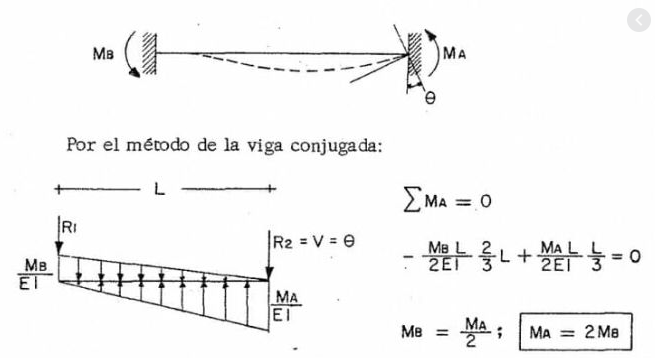 MB
MA
θ
Por el método de la viga conjugada:
L
R1
R2 = V = θ
MB
EI
MA
EI
∑MA = 0
- MB L/2EI 2/3 L + MA L/2EI L/3 = 0
MB = MA/2 ; MA = 2MB